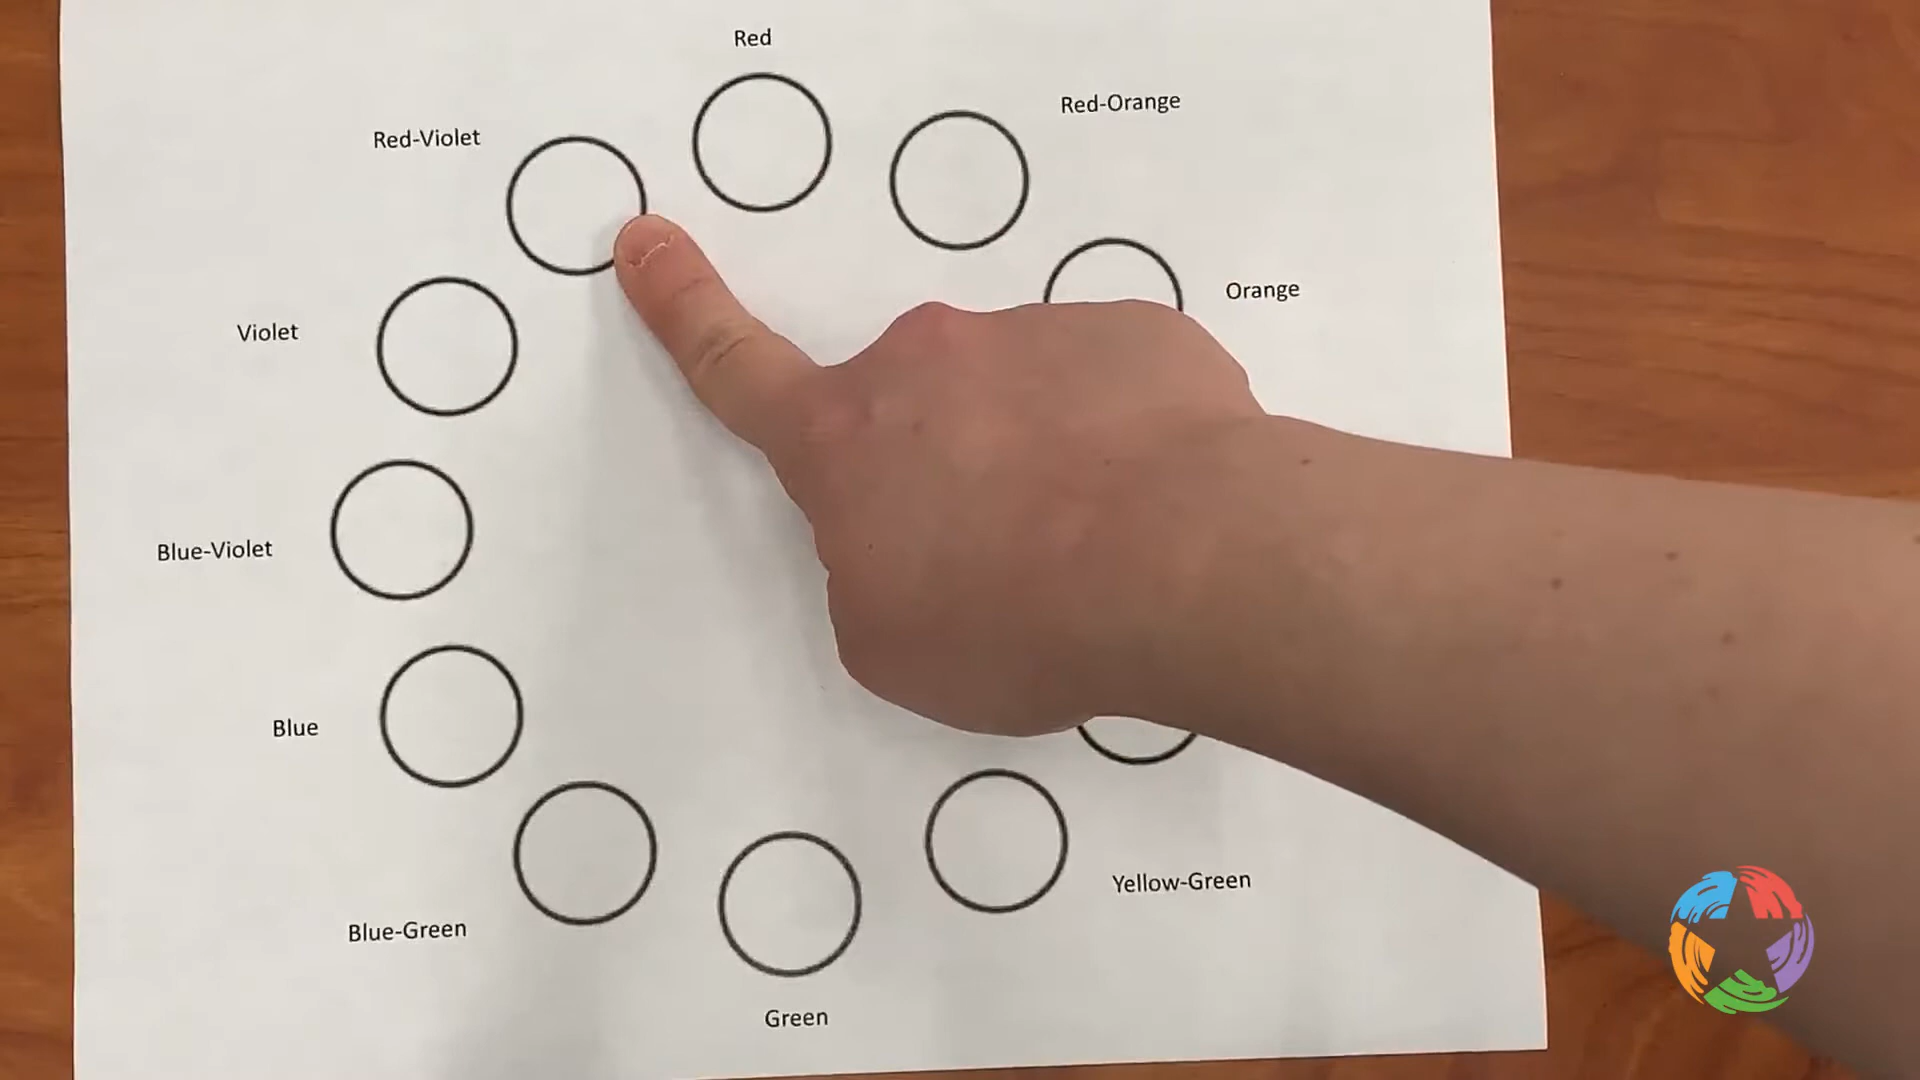 Red
Red-Orange
Red-Violet
Orange
Violet
Blue-Violet
Blue
Yellow-Green
Blue-Green
Green